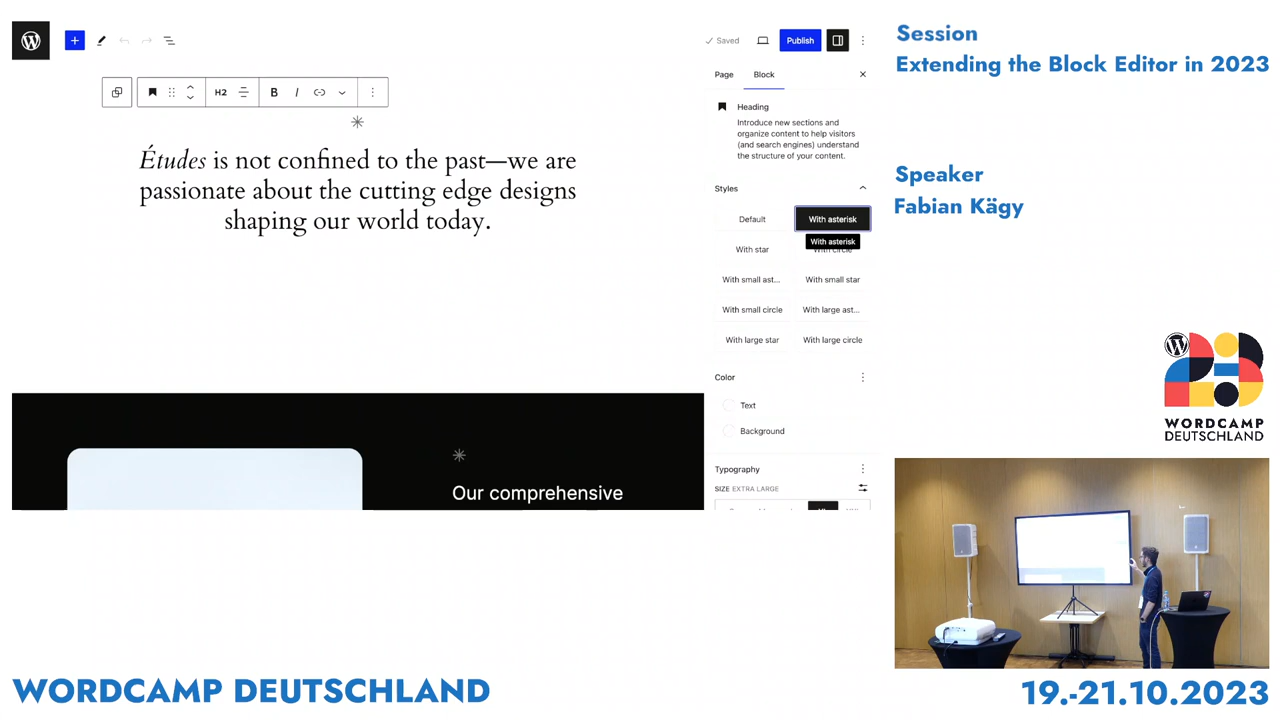 Session
Extending the Block Editor in 2023
Speaker
Fabian Kägy
Saved
Publish
H2
B
I
Études is not confined to the past—we are
passionate about the cutting edge designs
shaping our world today.
Our comprehensive
Page
Block
Heading
Introduce new sections and
organize content to help visitors
(and search engines) understand
the structure of your content.
Styles
Default
With asterisk
With asterisk
With star
With circle
With small ast...
With small star
With small circle
With large ast...
With large star
With large circle
Color
Text
Background
Typography
SIZE EXTRA LARGE
WORDCAMP
DEUTSCHLAND
WORDCAMP DEUTSCHLAND
19.-21.10.2023